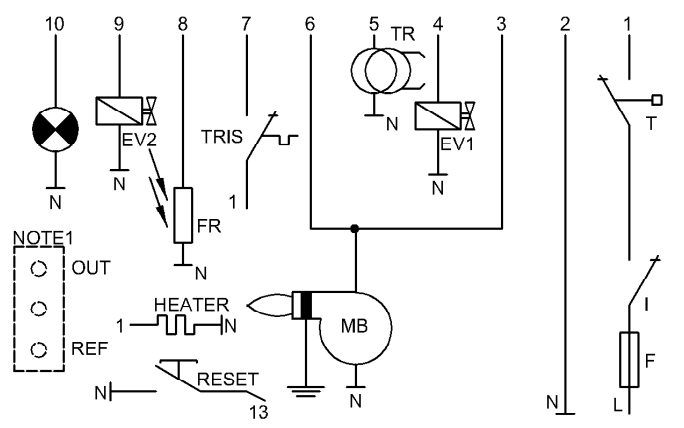 10 9 8 7 6 5 4 3 2 1
TR
TRIS
EV2
EV1
T
N
N
N
N
1
FR
N
NOTE1
OUT
REF
HEATER
1
N
MB
I
F
RESET
N
13
N
N
L